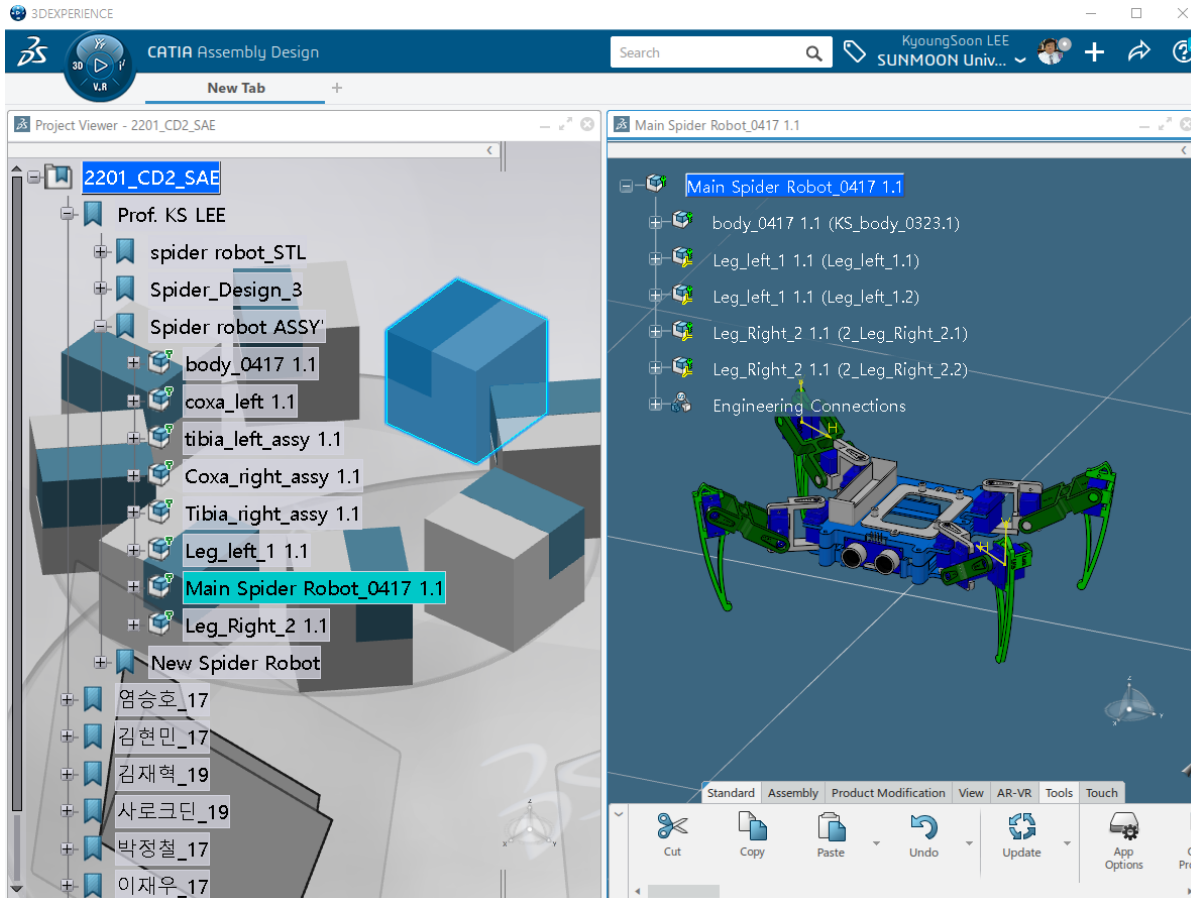 3DEXPERIENCE
3D
V.R
CATIA Assembly Design
Search
KyoungSoon LEE
SUNMOON Univ...
New Tab
Project Viewer - 2201_CD2_SAE
2201_CD2_SAE
Prof. KS LEE
spider robot_STL
Spider_Design_3
Spider robot ASSY'
body_0417 1.1
coxa_left 1.1
tibia_left_assy 1.1
Coxa_right_assy 1.1
Tibia_right_assy 1.1
Leg_left_1 1.1
Main Spider Robot_0417 1.1
Leg_Right_2 1.1
New Spider Robot
염승호_17
김현민_17
김재혁_19
사로크딘_19
박정철_17
이재우_17
Main Spider Robot_0417 1.1
Main Spider Robot_0417 1.1
body_0417 1.1 (KS_body_0323.1)
Leg_left_1 1.1 (Leg_left_1.1)
Leg_left_1 1.1 (Leg_left_1.2)
Leg_Right_2 1.1 (2_Leg_Right_2.1)
Leg_Right_2 1.1 (2_Leg_Right_2.2)
Engineering Connections
H
Standard Assembly Product Modification View AR-VR Tools Touch
Cut Copy Paste Undo Update App
Options